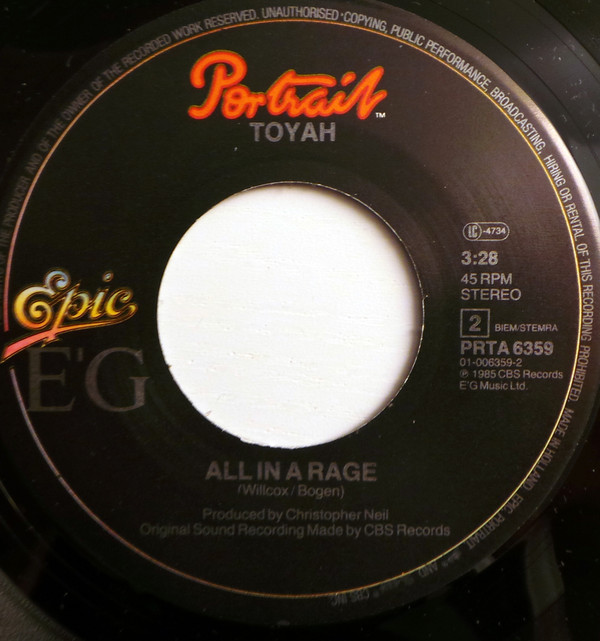 OF THE PRODUCER AND OF THE OWNER OF THE RECORDED WORK RESERVED. UNAUTHORISED COPYING, PUBLIC PERFORMANCE, BROADCASTING, HIRING OR RENTAL OF THIS RECORDING PROHIBITED. MADE IN HOLLAND. EPIC, PORTRAIT
Portrait™
TOYAH
LC-4734
3:28
45 RPM
STEREO
2 BIEM/STEMRA
PRTA 6359
01-006359-2
℗ 1985 CBS Records
E'G Music Ltd.
Epic
E'G
ALL IN A RAGE
(Willcox / Bogen)
Produced by Christopher Neil
Original Sound Recording Made by CBS Records